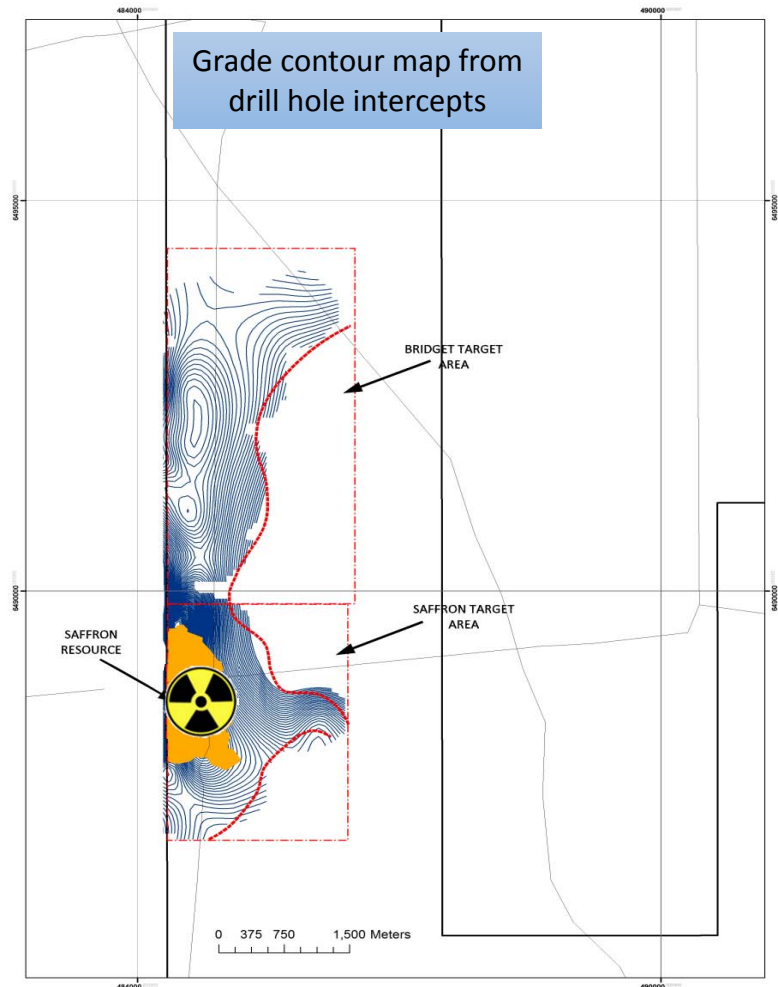 484000
490000
Grade contour map from
drill hole intercepts
6495000
6495000
BRIDGET TARGET
AREA
6490000
6490000
SAFFRON TARGET
AREA
SAFFRON
RESOURCE
0 375 750 1,500 Meters
484000
490000